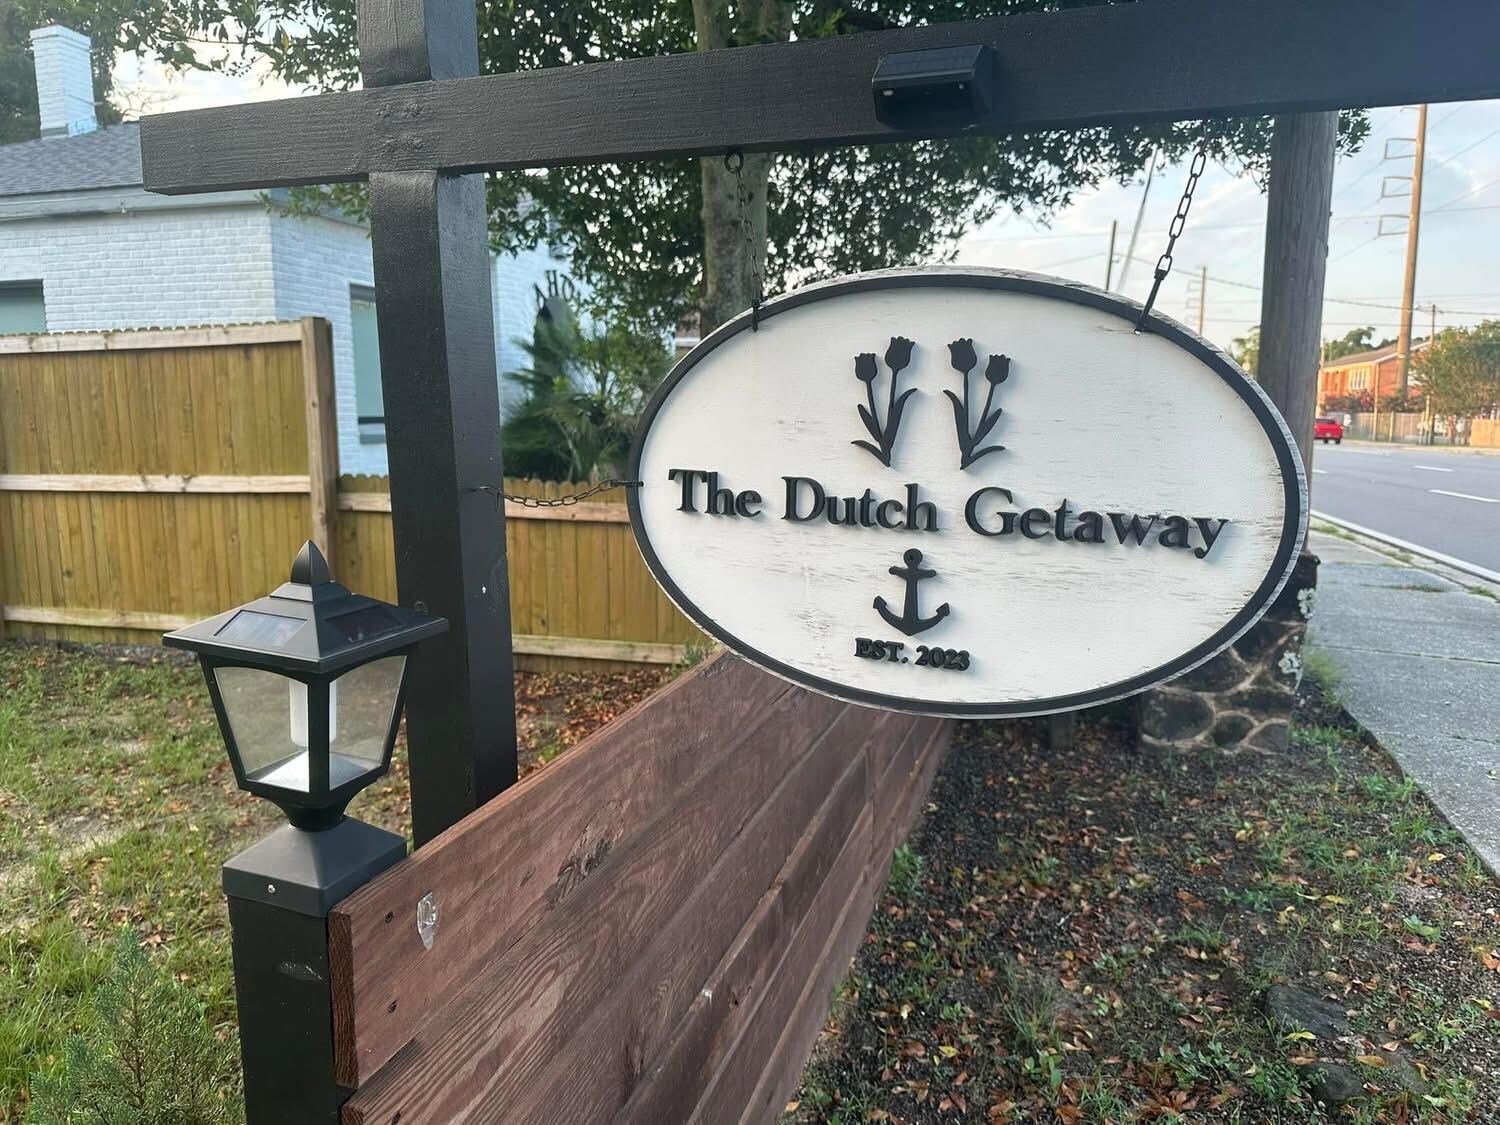 The Dutch Getaway
EST. 2023